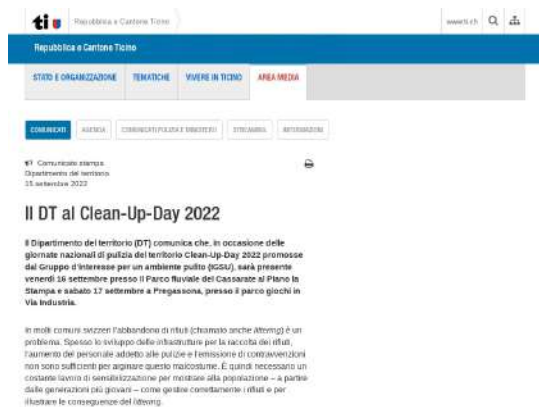 ti
Repubblica e Cantone Ticino
www.ti.ch
Repubblica e Cantone Ticino
STATO E ORGANIZZAZIONE TEMATICHE VIVERE IN TICINO AREA MEDIA
COMUNICATI AGENDA COMUNICATI POLIZIA E MINISTERO STREAMING INFORMAZIONI
Comunicato stampa
Dipartimento del territorio
15 settembre 2022
Il DT al Clean-Up-Day 2022
Il Dipartimento del territorio (DT) comunica che, in occasione delle
giornate nazionali di pulizia del territorio Clean-Up-Day 2022 promosse
dal Gruppo d'interesse per un ambiente pulito (IGSU), sarà presente
venerdì 16 settembre presso il Parco fluviale del Cassarate al Piano la
Stampa e sabato 17 settembre a Pregassona, presso il parco giochi in
Via Industria.
In molti comuni svizzeri l'abbandono di rifiuti (chiamato anche littering) è un
problema. Spesso lo sviluppo delle infrastrutture per la raccolta dei rifiuti,
l'aumento del personale addetto alle pulizie e l'emissione di contravvenzioni
non sono sufficienti per arginare questo malcostume. È quindi necessario un
costante lavoro di sensibilizzazione per mostrare alla popolazione – a partire
dalle generazioni più giovani – come gestire correttamente i rifiuti e per
illustrare le conseguenze del littering.